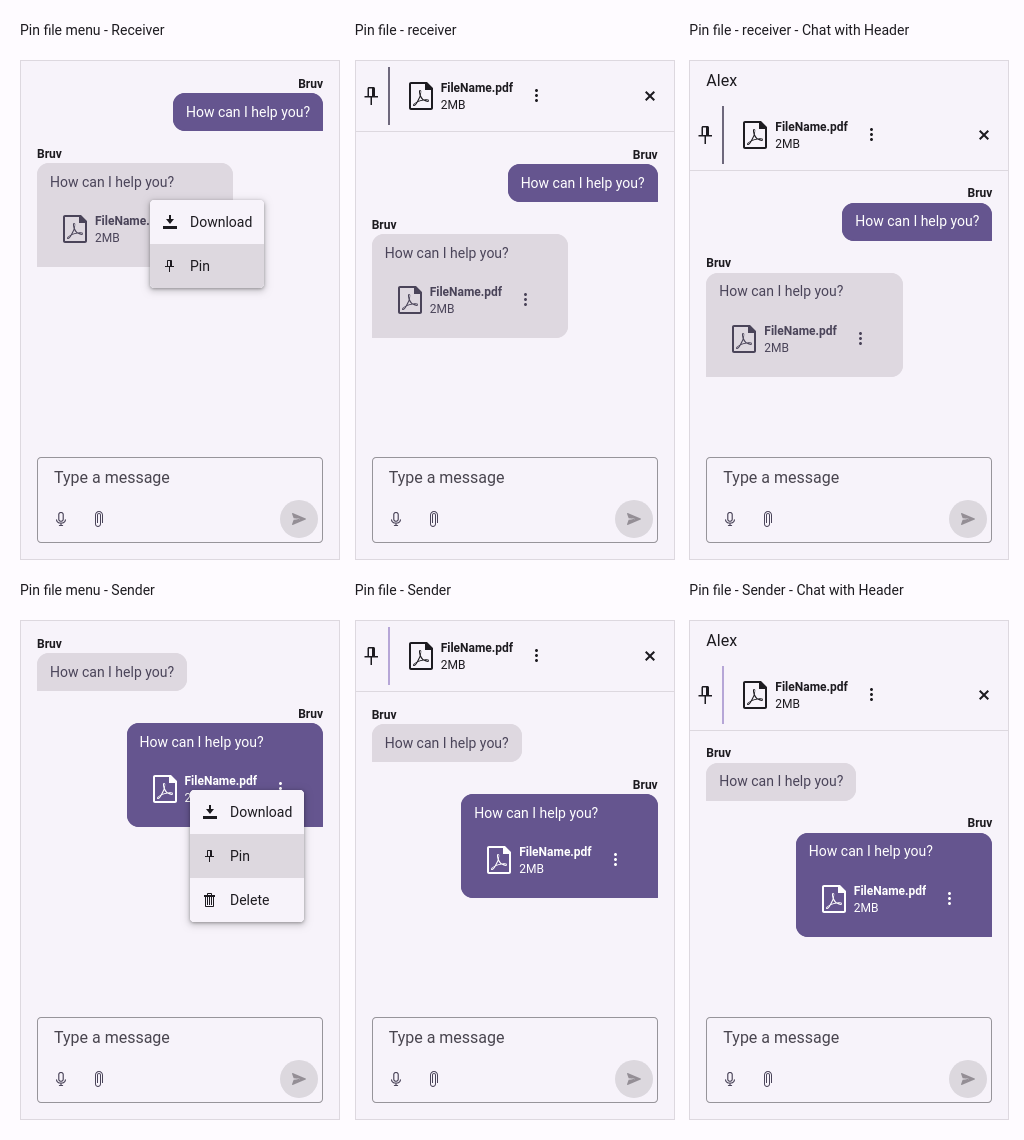 Pin file menu - Receiver
Bruv
How can I help you?
Bruv
How can I help you?
FileName.
2MB
Download
Pin
Type a message
Pin file - receiver
FileName.pdf
2MB
Bruv
How can I help you?
Bruv
How can I help you?
FileName.pdf
2MB
Type a message
Pin file - receiver - Chat with Header
Alex
FileName.pdf
2MB
Bruv
How can I help you?
Bruv
How can I help you?
FileName.pdf
2MB
Type a message
Pin file menu - Sender
Bruv
How can I help you?
Bruv
How can I help you?
FileName.pdf
Download
Pin
Delete
Type a message
Pin file - Sender
FileName.pdf
2MB
Bruv
How can I help you?
Bruv
How can I help you?
FileName.pdf
2MB
Type a message
Pin file - Sender - Chat with Header
Alex
FileName.pdf
2MB
Bruv
How can I help you?
Bruv
How can I help you?
FileName.pdf
2MB
Type a message